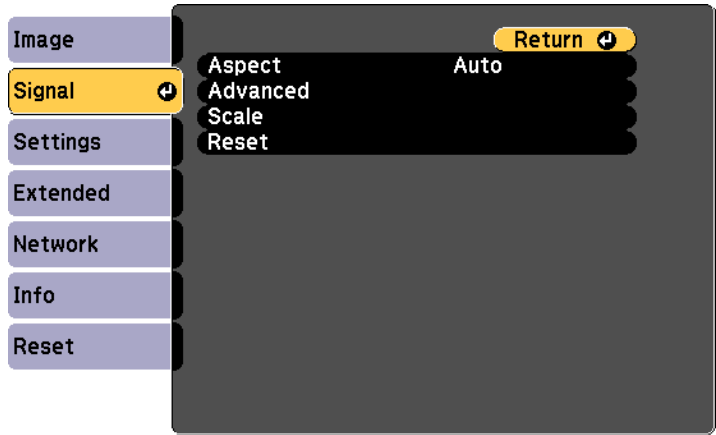 Image
Signal
Settings
Extended
Network
Info
Reset
Return
Aspect Auto
Advanced
Scale
Reset